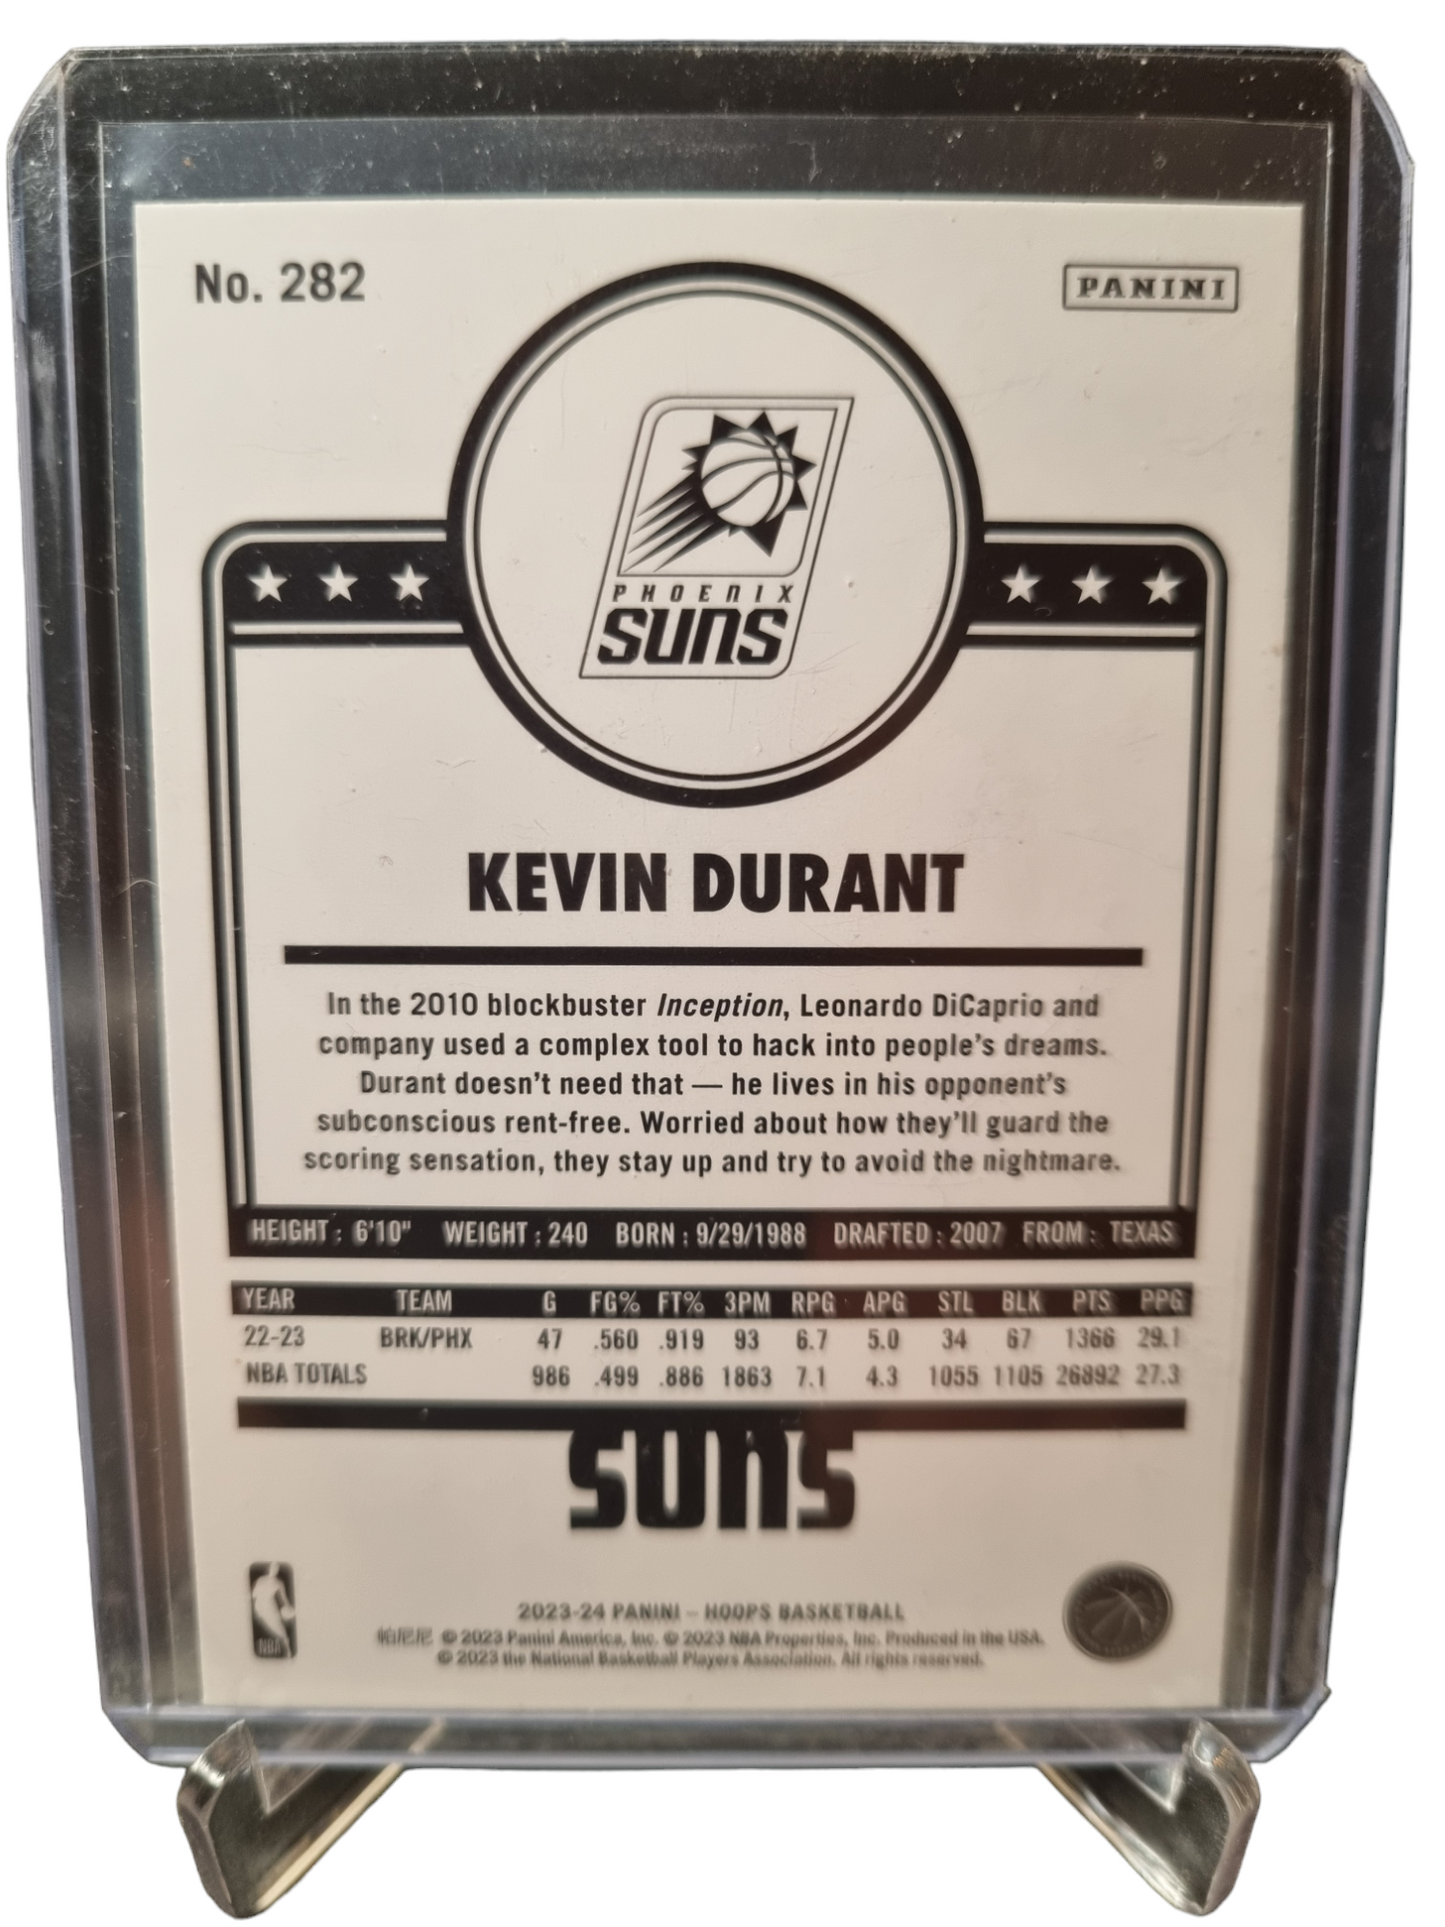 No. 282
PANINI
PHOENIX
SUNS
KEVIN DURANT
In the 2010 blockbuster Inception, Leonardo DiCaprio and
company used a complex tool to hack into people's dreams.
Durant doesn't need that — he lives in his opponent's
subconscious rent-free. Worried about how they'll guard the
scoring sensation, they stay up and try to avoid the nightmare.
HEIGHT : 6'10" WEIGHT : 240 BORN : 9/29/1988 DRAFTED : 2007 FROM : TEXAS
YEAR TEAM G FG% FT% 3PM RPG APG STL BLK PTS PPG
22-23 BRK/PHX 47 .560 .919 93 6.7 5.0 34 67 1366 29.1
NBA TOTALS 986 .499 .886 1863 7.1 4.3 1055 1105 26892 27.3
SUNS
NBA
2023-24 PANINI – HOOPS BASKETBALL
帕尼尼 © 2023 Panini America, Inc. © 2023 NBA Properties, Inc. Produced in the USA.
© 2023 the National Basketball Players Association. All rights reserved.